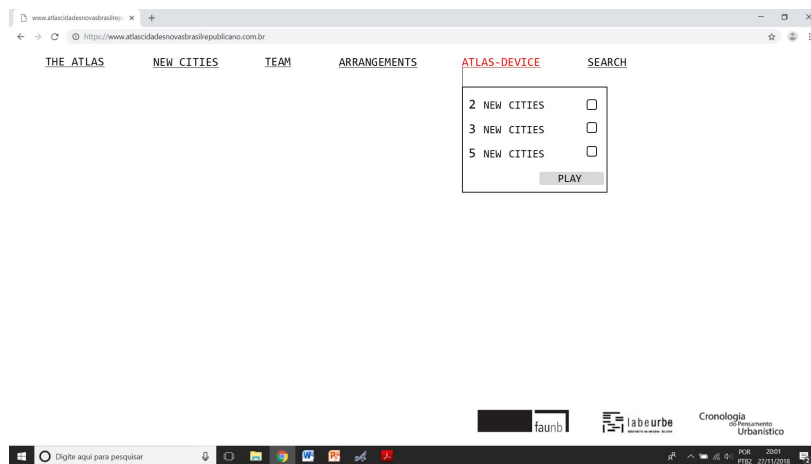 www.atlascidadesnovasbrasilrep
https://www.atlascidadesnovasbrasilrepublicano.com.br
THE ATLAS NEW CITIES TEAM ARRANGEMENTS ATLAS-DEVICE SEARCH
2 NEW CITIES
3 NEW CITIES
5 NEW CITIES
PLAY
faunb
labeurbe
Cronologia
do Pensamento
Urbanístico
Digite aqui para pesquisar
POR
PTB2
20:01
27/11/2018